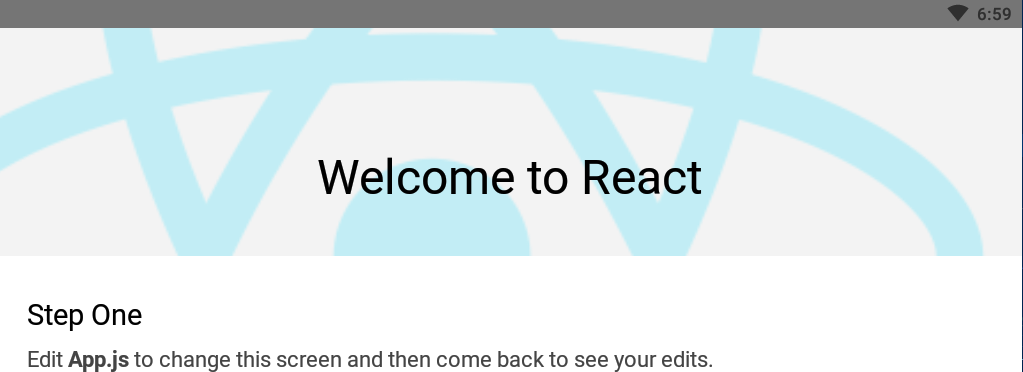 6:59
Welcome to React
Step One
Edit App.js to change this screen and then come back to see your edits.